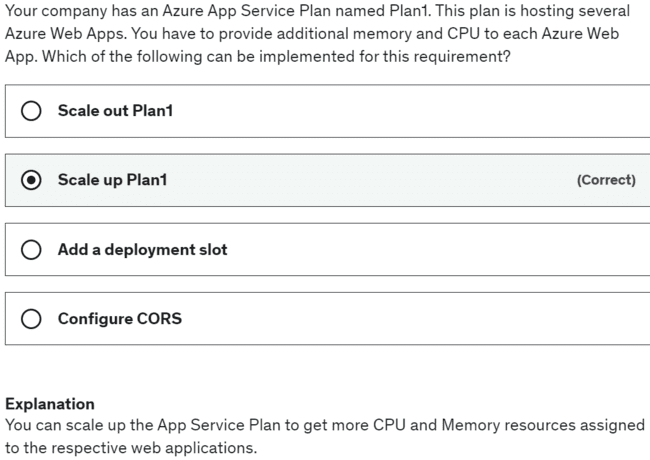 Your company has an Azure App Service Plan named Plan1. This plan is hosting several
Azure Web Apps. You have to provide additional memory and CPU to each Azure Web
App. Which of the following can be implemented for this requirement?
Scale out Plan1
Scale up Plan1 (Correct)
Add a deployment slot
Configure CORS
Explanation
You can scale up the App Service Plan to get more CPU and Memory resources assigned
to the respective web applications.